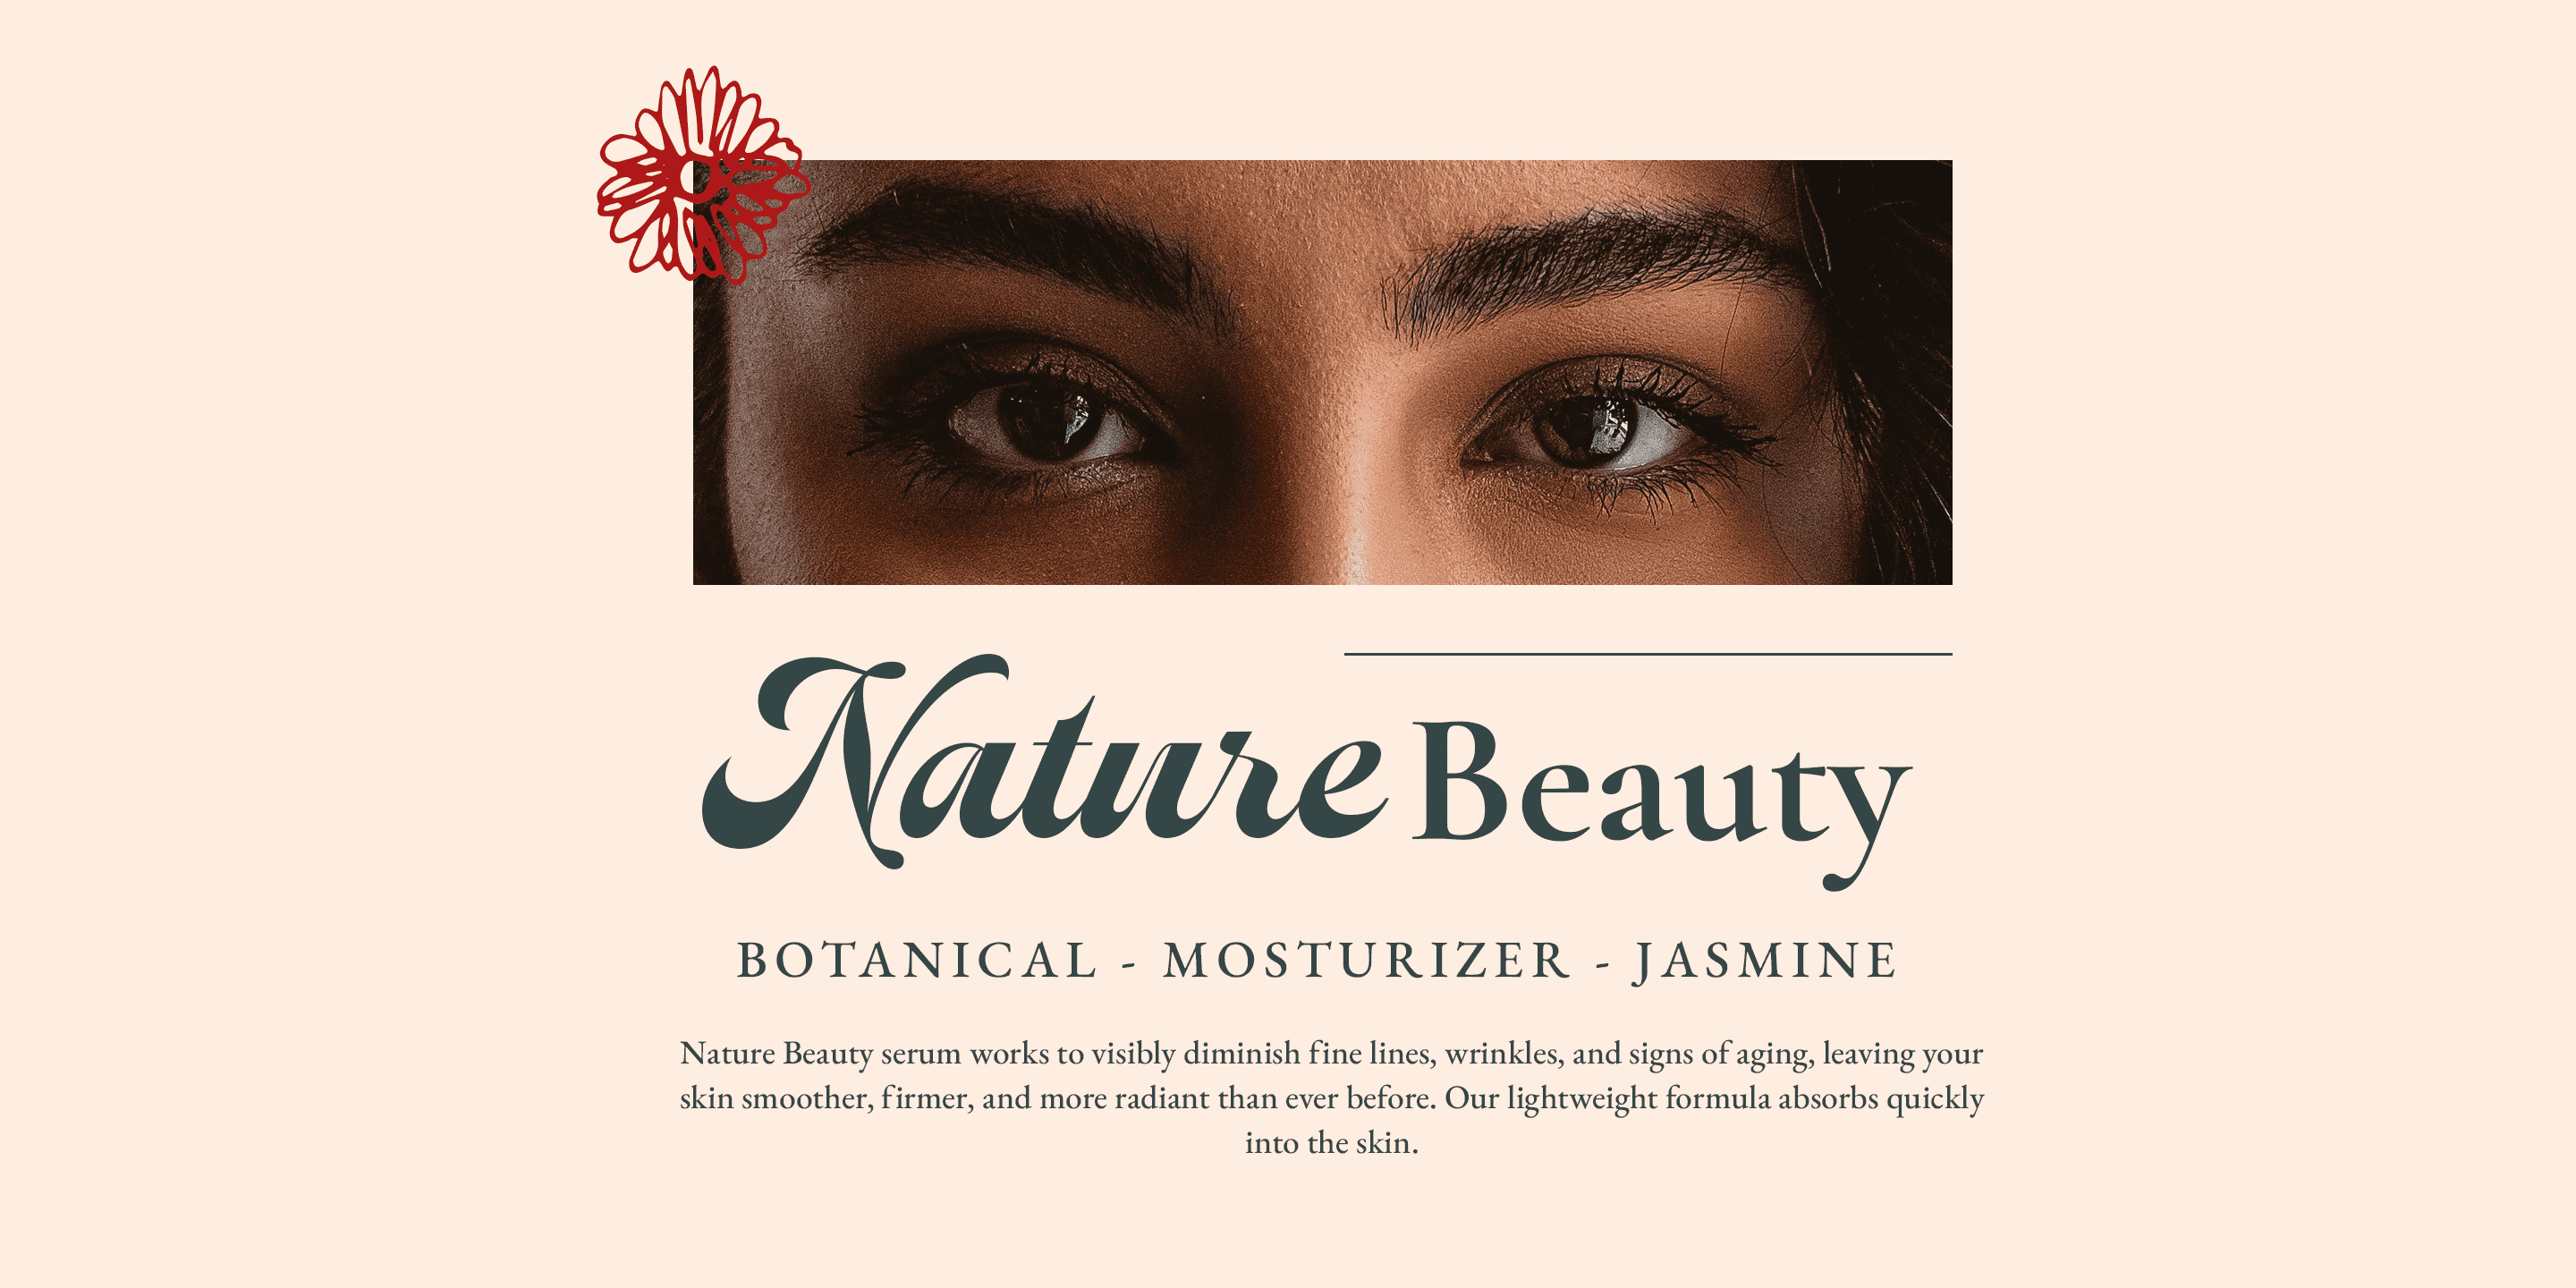 Nature Beauty
BOTANICAL - MOSTURIZER - JASMINE
Nature Beauty serum works to visibly diminish fine lines, wrinkles, and signs of aging, leaving your
skin smoother, firmer, and more radiant than ever before. Our lightweight formula absorbs quickly
into the skin.